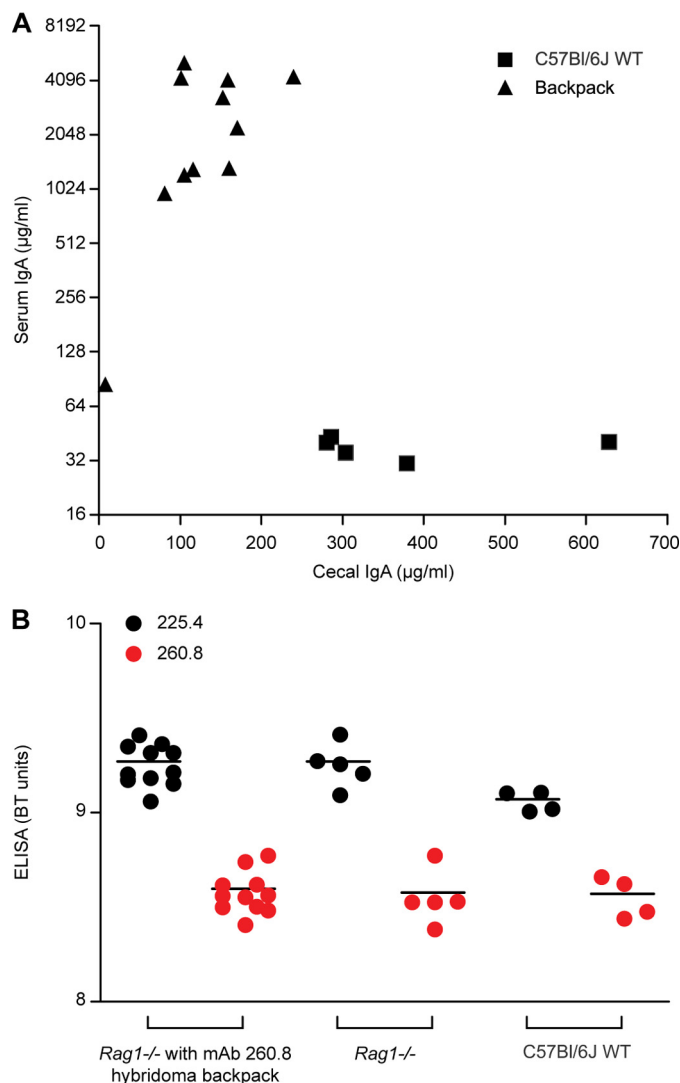 A
8192
4096
2048
1024
512
256
128
64
32
16
Serum IgA (µg/ml)
C57Bl/6J WT
Backpack
0 100 200 300 400 500 600 700
Cecal IgA (µg/ml)
B
10
9
8
ELISA (BT units)
225.4
260.8
Rag1-/- with mAb 260.8
hybridoma backpack
Rag1-/-
C57Bl/6J WT